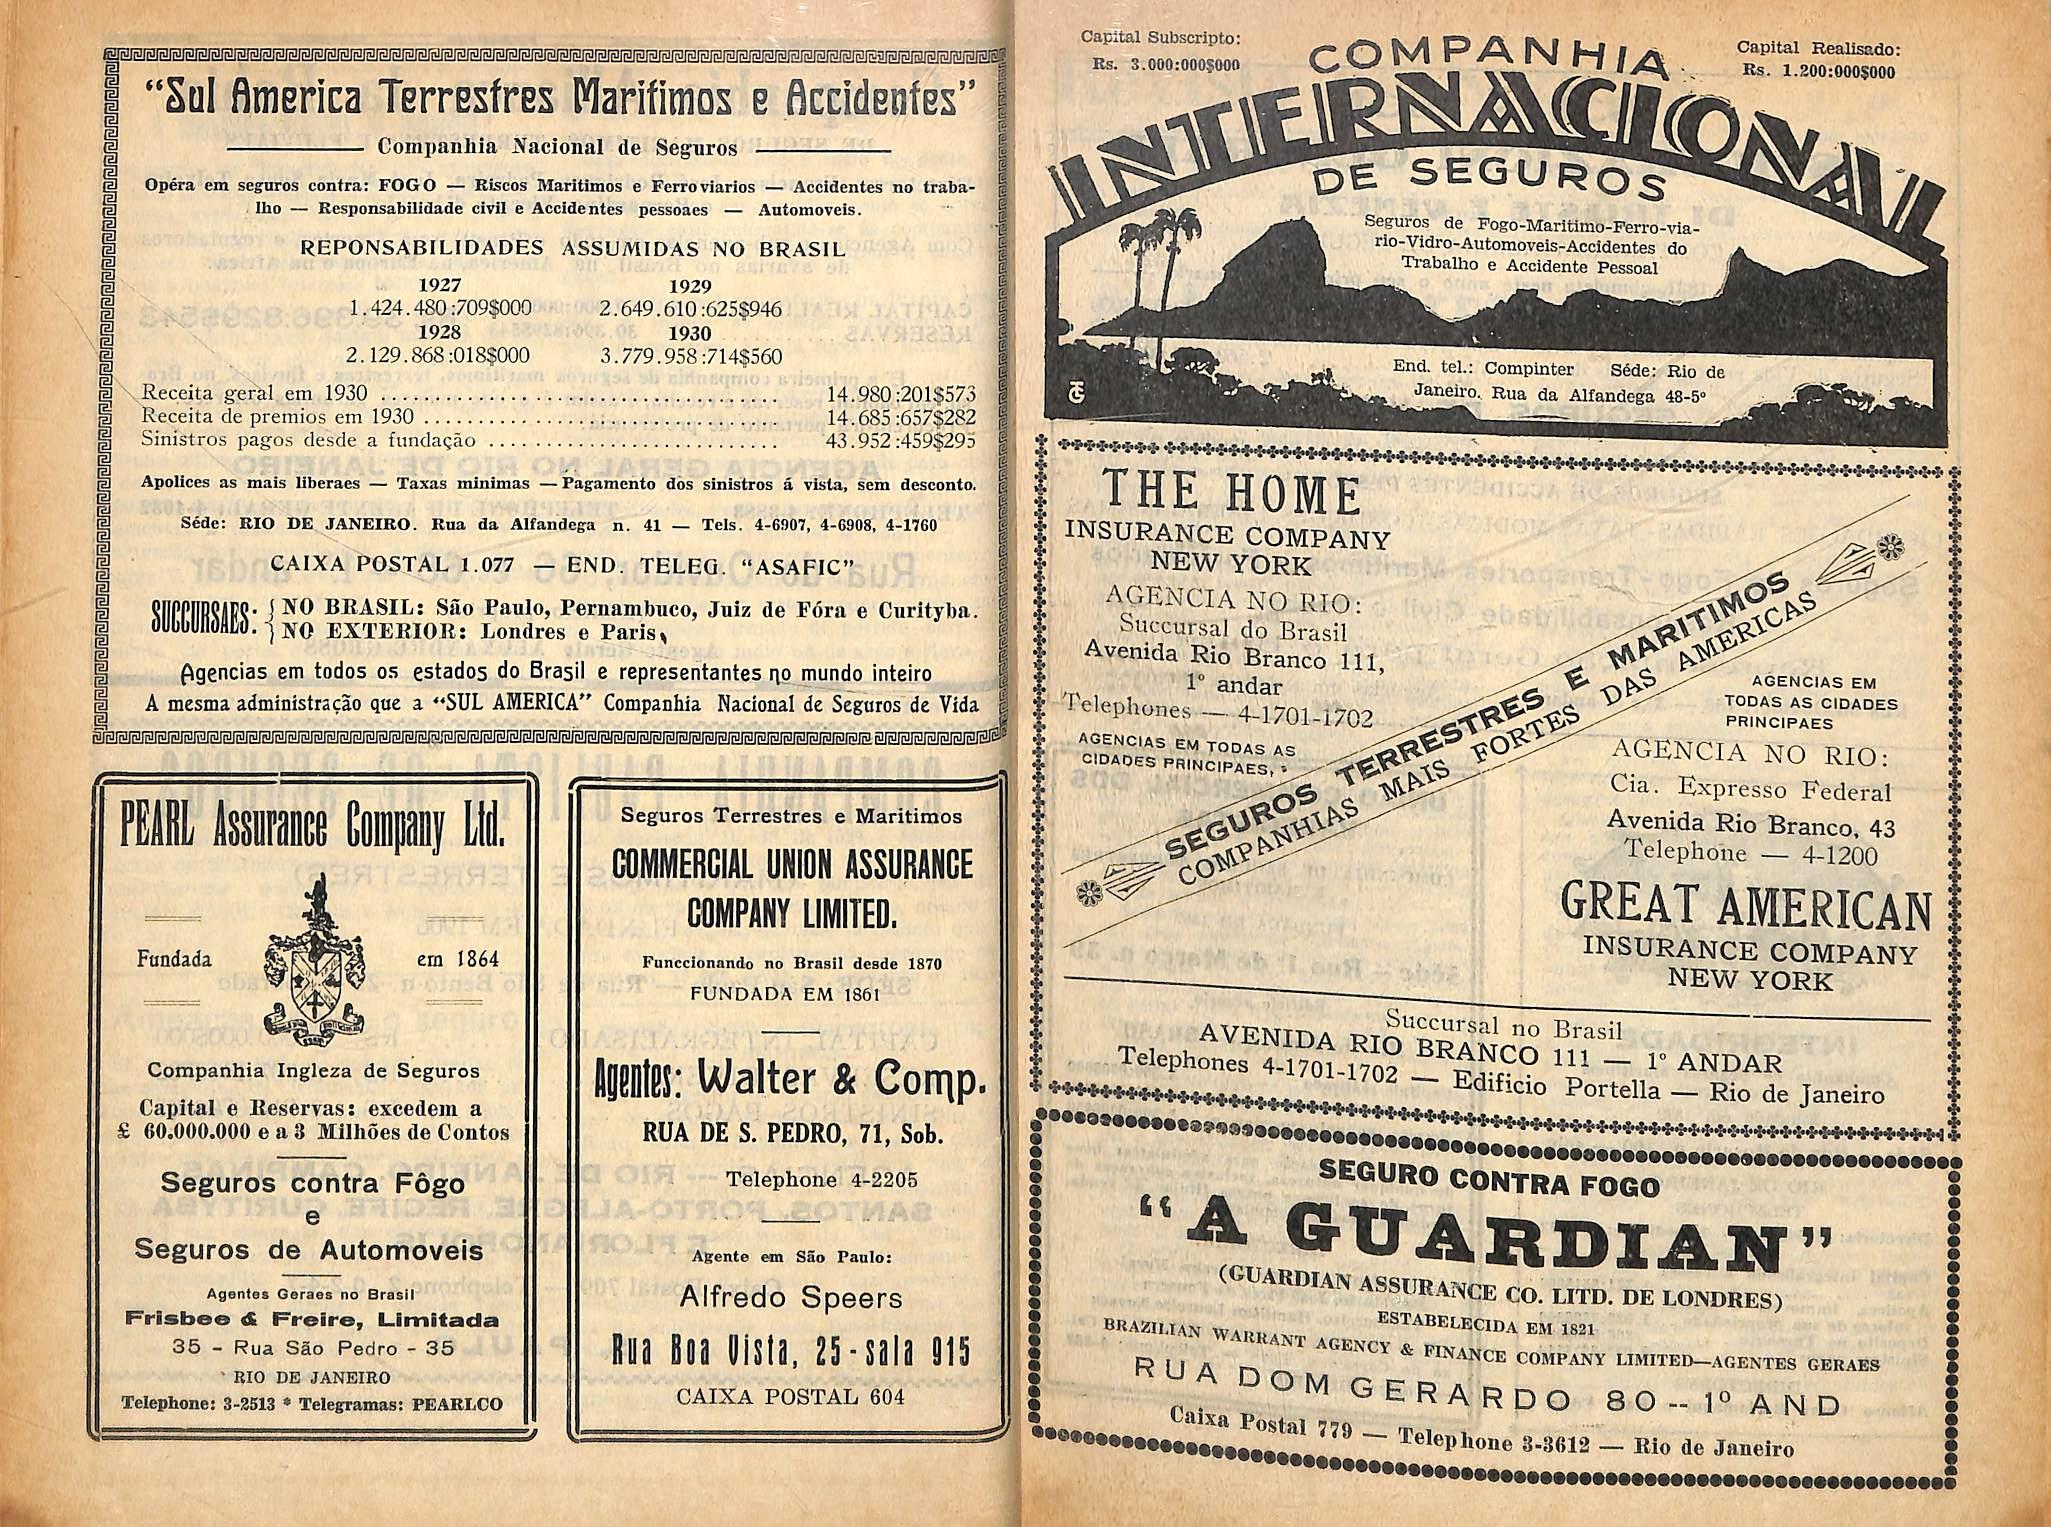 “Sul America Terrestres Maritimos e Accidentes”
Companhia Nacional de Seguros
Opéra em seguros contra: FOGO — Riscos Maritimos e Ferroviarios — Accidentes no traba-
lho — Responsabilidade civil e Accidentes pessoaes — Automoveis.
REPONSABILIDADES ASSUMIDAS NO BRASIL
1927 1929
1.424.480:709$000 2.649.610:625$946
1928 1930
2.129.868:018$000 3.779.958:714$560
Receita geral em 1930 ........................................ 14.980:201$573
Receita de premios em 1930 .................................... 14.685:657$282
Sinistros pagos desde a fundação .............................. 43.952:459$295
Apolices as mais liberaes — Taxas minimas — Pagamento dos sinistros á vista, sem desconto.
Séde: RIO DE JANEIRO. Rua da Alfandega n. 41 — Tels. 4-6907, 4-6908, 4-1760
CAIXA POSTAL 1.077 — END. TELEG. “ASAFIC”
SUCCURSAES: { NO BRASIL: São Paulo, Pernambuco, Juiz de Fóra e Curityba.
NO EXTERIOR: Londres e Paris,
Agencias em todos os estados do Brasil e representantes no mundo inteiro
A mesma administração que a “SUL AMERICA” Companhia Nacional de Seguros de Vida
PEARL Assurance Company Ltd.
Fundada em 1864
Companhia Ingleza de Seguros
Capital e Reservas: excedem a
£ 60.000.000 e a 3 Milhões de Contos
Seguros contra Fôgo
e
Seguros de Automoveis
Agentes Geraes no Brasil
Frisbee & Freire, Limitada
35 - Rua São Pedro - 35
RIO DE JANEIRO
Telephone: 3-2513 * Telegramas: PEARLCO
Seguros Terrestres e Maritimos
COMMERCIAL UNION ASSURANCE
COMPANY LIMITED.
Funccionando no Brasil desde 1870
FUNDADA EM 1861
Agentes: Walter & Comp.
RUA DE S. PEDRO, 71, Sob.
Telephone 4-2205
Agente em São Paulo:
Alfredo Speers
Rua Boa Vista, 25 - sala 915
CAIXA POSTAL 604
Capital Subscripto:
Rs. 3.000:000$000
Capital Realisado:
Rs. 1.200:000$000
COMPANHIA
INTERNACIONAL
DE SEGUROS
Seguros de Fogo-Maritimo-Ferro-via-
rio-Vidro-Automoveis-Accidentes do
Trabalho e Accidente Pessoal
End. tel.: Compinter Séde: Rio de
Janeiro. Rua da Alfandega 48-5º
THE HOME
INSURANCE COMPANY
NEW YORK
AGENCIA NO RIO:
Succursal do Brasil
Avenida Rio Branco 111,
1º andar
Telephones — 4-1701-1702
AGENCIAS EM TODAS AS
CIDADES PRINCIPAES,
SEGUROS TERRESTRES E MARITIMOS
COMPANHIAS MAIS FORTES DAS AMERICAS
AGENCIAS EM
TODAS AS CIDADES
PRINCIPAES
AGENCIA NO RIO:
Cia. Expresso Federal
Avenida Rio Branco, 43
Telephone — 4-1200
GREAT AMERICAN
INSURANCE COMPANY
NEW YORK
Succursal no Brasil
AVENIDA RIO BRANCO 111 — 1º ANDAR
Telephones 4-1701-1702 — Edificio Portella — Rio de Janeiro
SEGURO CONTRA FOGO
“A GUARDIAN”
(GUARDIAN ASSURANCE CO. LITD. DE LONDRES)
ESTABELECIDA EM 1821
BRAZILIAN WARRANT AGENCY & FINANCE COMPANY LIMITED—AGENTES GERAES
RUA DOM GERARDO 80 -- 1º AND
Caixa Postal 779 — Telephone 3-3612 — Rio de Janeiro